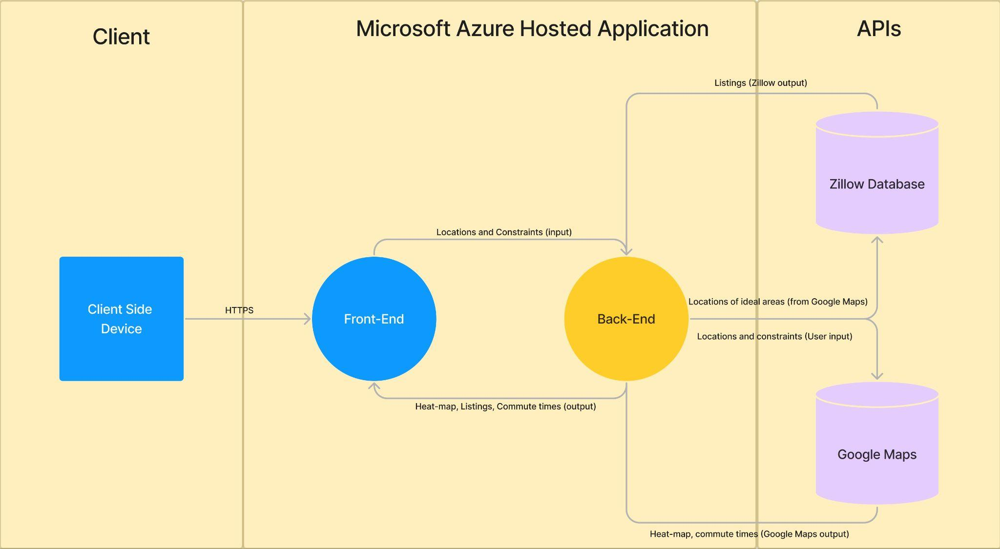 Client
Microsoft Azure Hosted Application
APIs
Listings (Zillow output)
Zillow Database
Locations and Constraints (input)
Client Side
Device
HTTPS
Front-End
Back-End
Locations of ideal areas (from Google Maps)
Locations and constraints (User input)
Heat-map, Listings, Commute times (output)
Google Maps
Heat-map, commute times (Google Maps output)